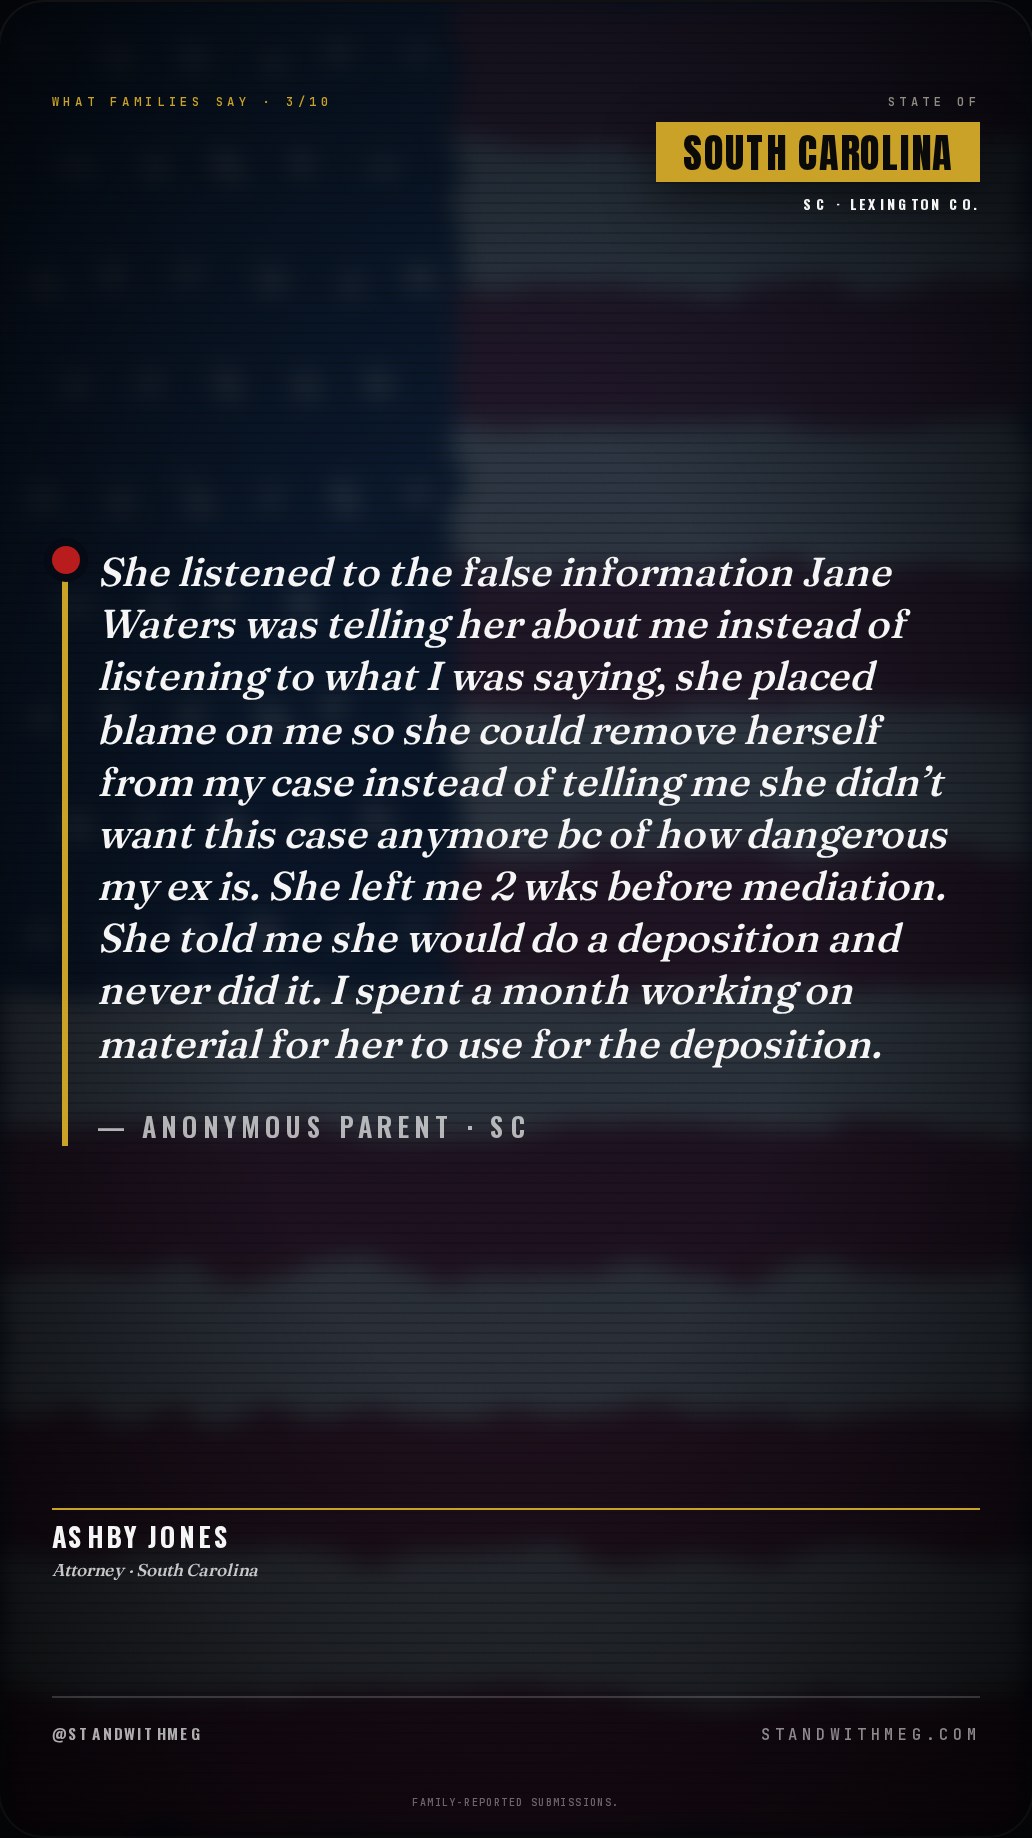 WHAT FAMILIES SAY · 3/10
STATE OF
SOUTH CAROLINA
SC · LEXINGTON CO.
She listened to the false information Jane
Waters was telling her about me instead of
listening to what I was saying, she placed
blame on me so she could remove herself
from my case instead of telling me she didn’t
want this case anymore bc of how dangerous
my ex is. She left me 2 wks before mediation.
She told me she would do a deposition and
never did it. I spent a month working on
material for her to use for the deposition.
— ANONYMOUS PARENT · SC
ASHBY JONES
Attorney · South Carolina
@STANDWITHMEG
STANDWITHMEG.COM
FAMILY-REPORTED SUBMISSIONS.